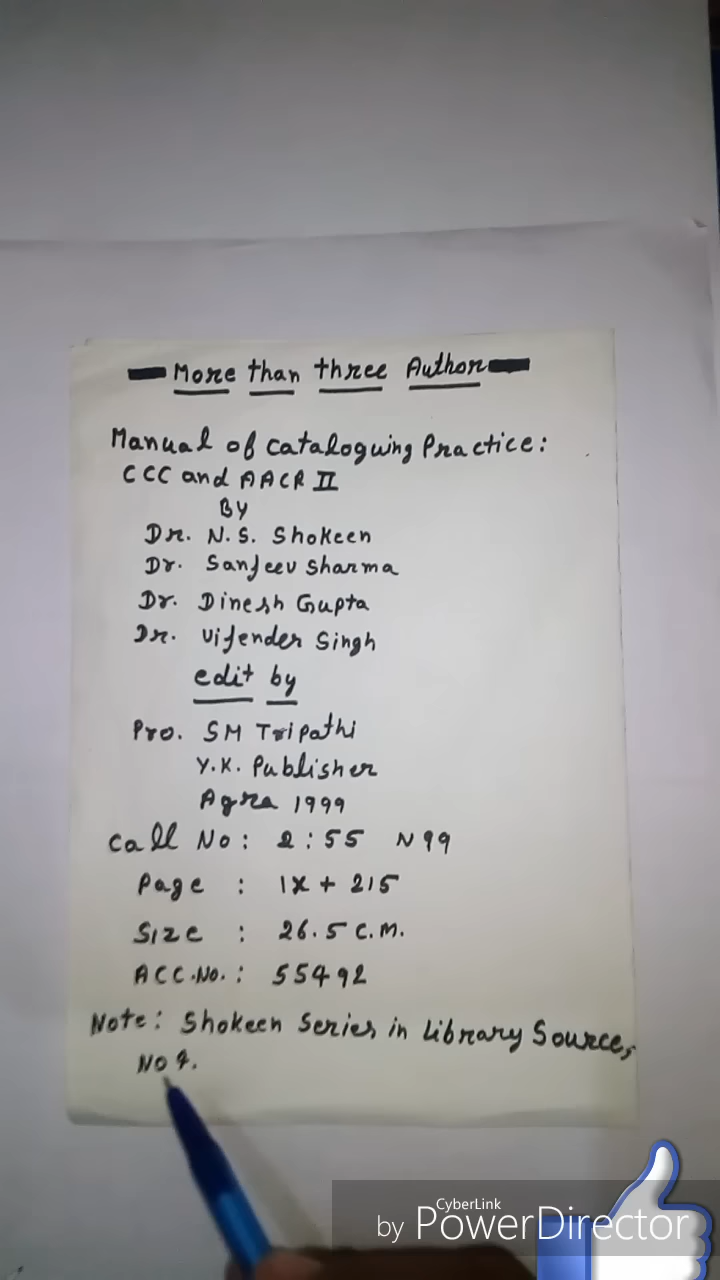 More than three Author
Manual of Cataloguing Practice:
CCC and AACR II
By
Dr. N.S. Shokeen
Dr. Sanjeev Sharma
Dr. Dinesh Gupta
Dr. Vijender Singh
edit by
Pro. SM Tripathi
Y.K. Publisher
Agra 1999
Call No: 2:55 N99
Page : IX + 215
Size : 26.5 C.M.
ACC.No.: 55492
Note: Shokeen Series in Library Source,
No 9.
CyberLink
by PowerDirector